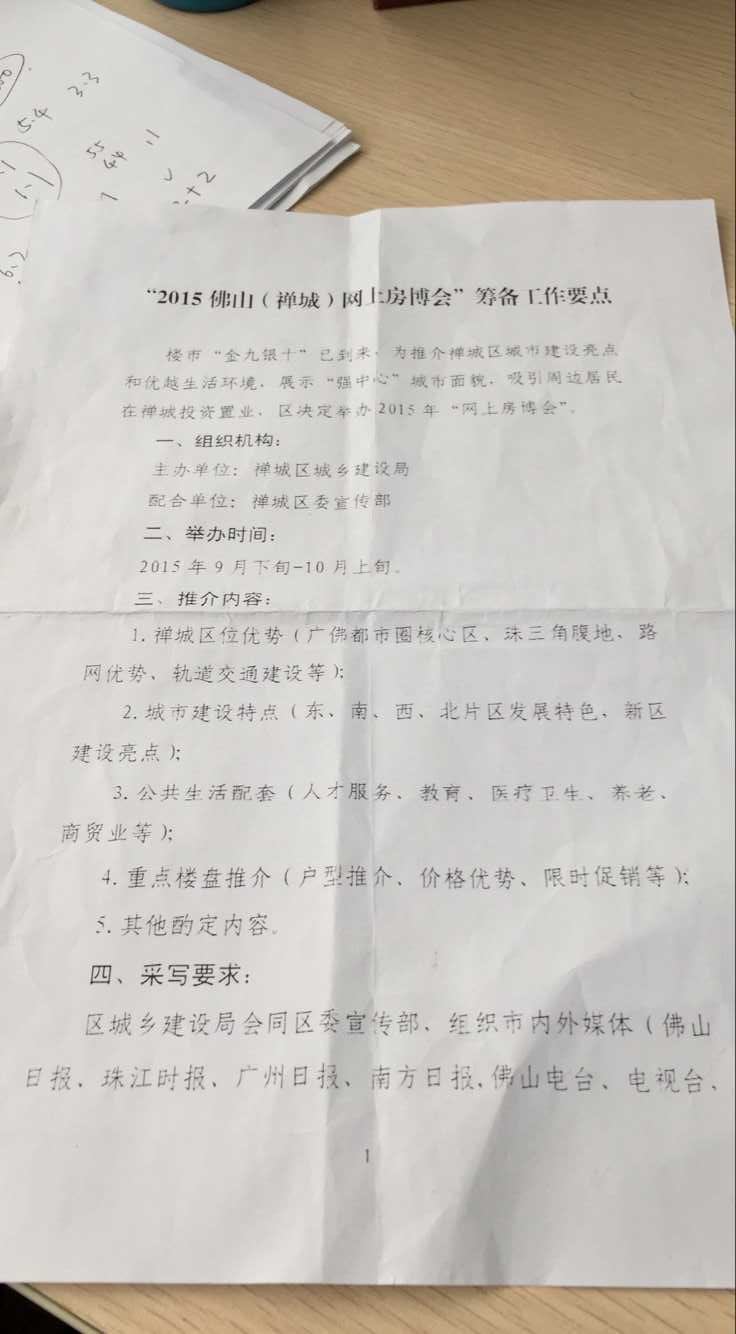 5:4 3:3
55
44
1:1
6:2
“2015 佛山（禅城）网上房博会”筹备工作要点
楼市“金九银十”已到来，为推介禅城区城市建设亮点
和优越生活环境，展示“强中心”城市面貌，吸引周边居民
在禅城投资置业，区决定举办 2015 年“网上房博会”。
一、组织机构：
主办单位：禅城区城乡建设局
配合单位：禅城区委宣传部
二、举办时间：
2015 年 9 月下旬-10 月上旬。
三、推介内容：
1. 禅城区位优势（广佛都市圈核心区、珠三角腹地、路
网优势、轨道交通建设等）；
2. 城市建设特点（东、南、西、北片区发展特色，新区
建设亮点）；
3. 公共生活配套（人才服务、教育、医疗卫生、养老、
商贸业等）；
4. 重点楼盘推介（户型推介、价格优势、限时促销等）；
5. 其他酌定内容。
四、采写要求：
区城乡建设局会同区委宣传部，组织市内外媒体（佛山
日报、珠江时报、广州日报、南方日报、佛山电台、电视台、
1